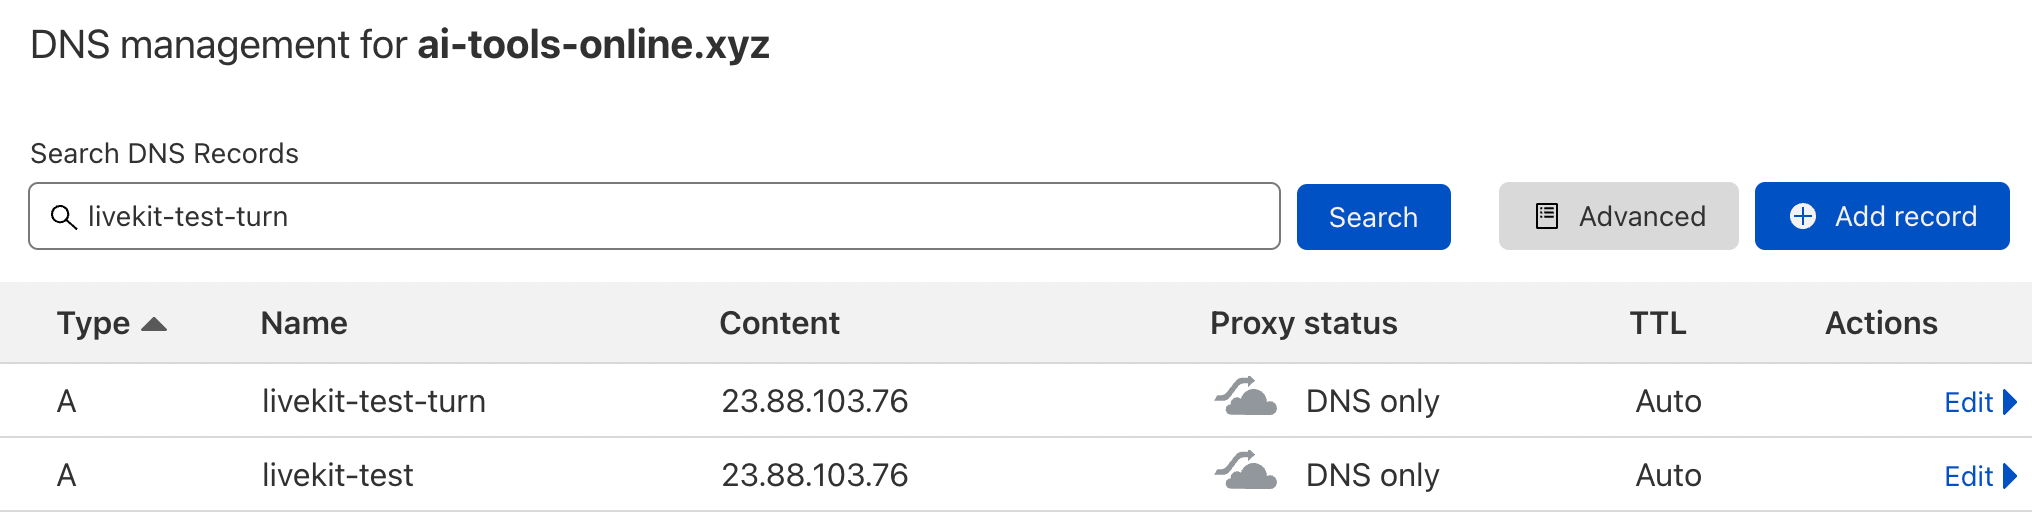 DNS management for ai-tools-online.xyz
Search DNS Records
livekit-test-turn Search Advanced Add record
Type Name Content Proxy status TTL Actions
A livekit-test-turn 23.88.103.76 DNS only Auto Edit
A livekit-test 23.88.103.76 DNS only Auto Edit